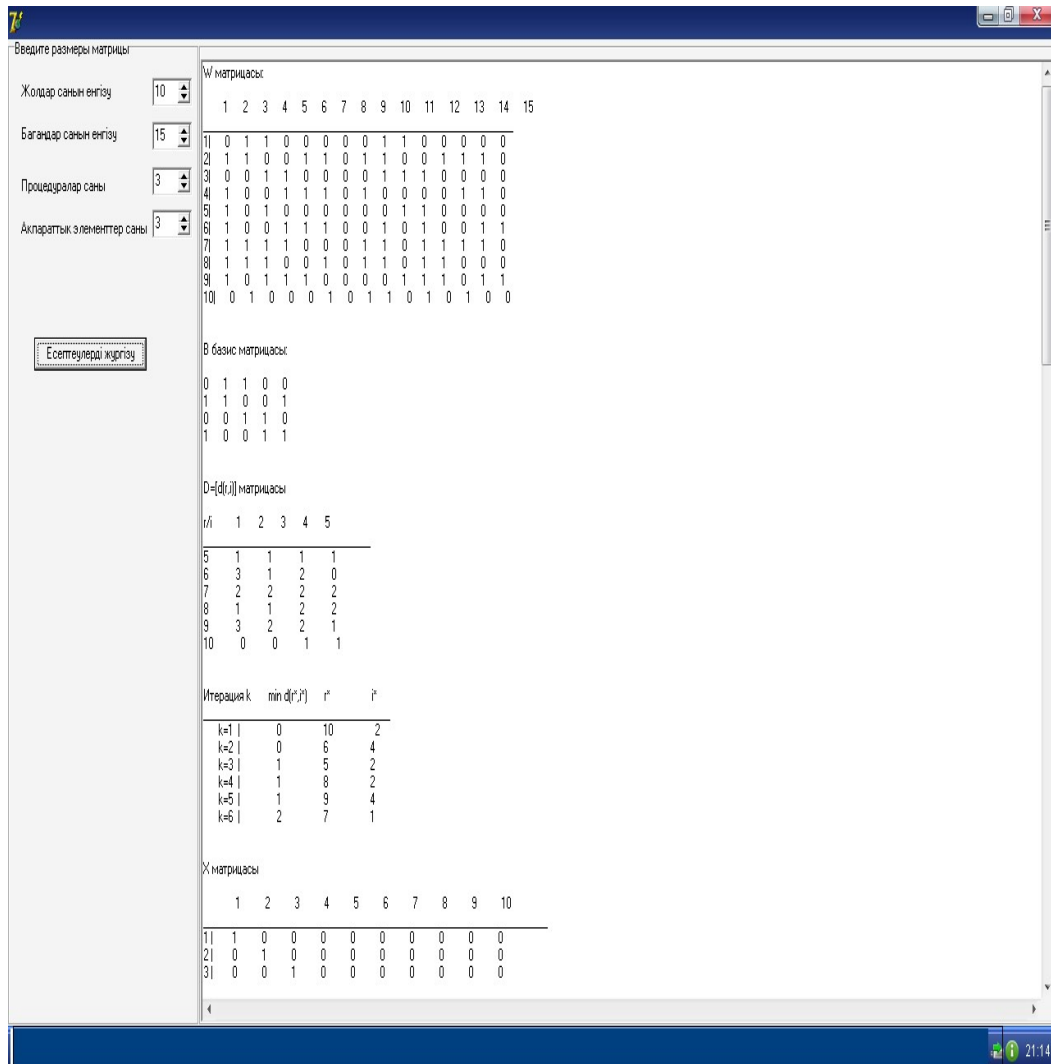 Введите размеры матрицы
Жолдар санын енгізу 10
Багандар санын енгізу 15
Процедуралар саны 3
Акпараттык элементтер саны 3
Есептеулерді жүргізу
W матрицасы:
1 2 3 4 5 6 7 8 9 10 11 12 13 14 15
1| 0 1 1 0 0 0 0 0 1 1 0 0 0 0 0
2| 1 1 0 0 1 1 0 1 1 0 0 1 1 1 0
3| 0 0 1 1 0 0 0 0 1 1 1 0 0 0 0
4| 1 0 0 1 1 1 0 1 0 0 0 0 1 1 0
5| 1 0 1 0 0 0 0 0 0 1 1 0 0 0 0
6| 1 0 0 1 1 1 0 0 1 0 1 0 0 1 1
7| 1 1 1 1 0 0 0 1 1 0 1 1 1 1 0
8| 1 1 1 0 0 1 0 1 1 0 1 1 0 0 0
9| 1 0 1 1 1 0 0 0 0 1 1 1 0 1 1
10| 0 1 0 0 0 1 0 1 1 0 1 0 1 0 0
B базис матрицасы:
0 1 1 0 0
1 1 0 0 1
0 0 1 1 0
1 0 0 1 1
D=[d(r,i)] матрицасы
r/i 1 2 3 4 5
5 1 1 1 1
6 3 1 2 0
7 2 2 2 2
8 1 1 2 2
9 3 2 2 1
10 0 0 1 1
Итерация k min d(r*,i*) r* i*
k=1 | 0 10 2
k=2 | 0 6 4
k=3 | 1 5 2
k=4 | 1 8 2
k=5 | 1 9 4
k=6 | 2 7 1
X матрицасы
1 2 3 4 5 6 7 8 9 10
1| 1 0 0 0 0 0 0 0 0 0
2| 0 1 0 0 0 0 0 0 0 0
3| 0 0 1 0 0 0 0 0 0 0
21:14